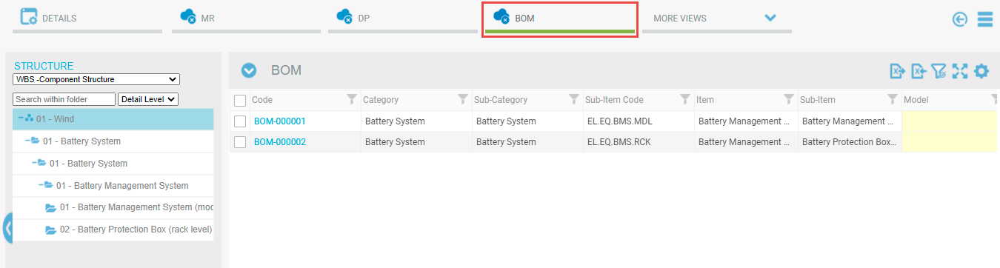 DETAILS MR DP BOM MORE VIEWS
STRUCTURE
WBS -Component Structure
Search within folder Detail Level
01 - Wind
01 - Battery System
01 - Battery System
01 - Battery Management System
01 - Battery Management System (mod
02 - Battery Protection Box (rack level)
BOM
Code Category Sub-Category Sub-Item Code Item Sub-Item Model
BOM-000001 Battery System Battery System EL.EQ.BMS.MDL Battery Management ... Battery Management ...
BOM-000002 Battery System Battery System EL.EQ.BMS.RCK Battery Management ... Battery Protection Box...